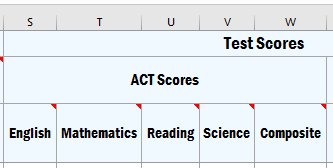 S T U V W
Test Scores
ACT Scores
English Mathematics Reading Science Composite